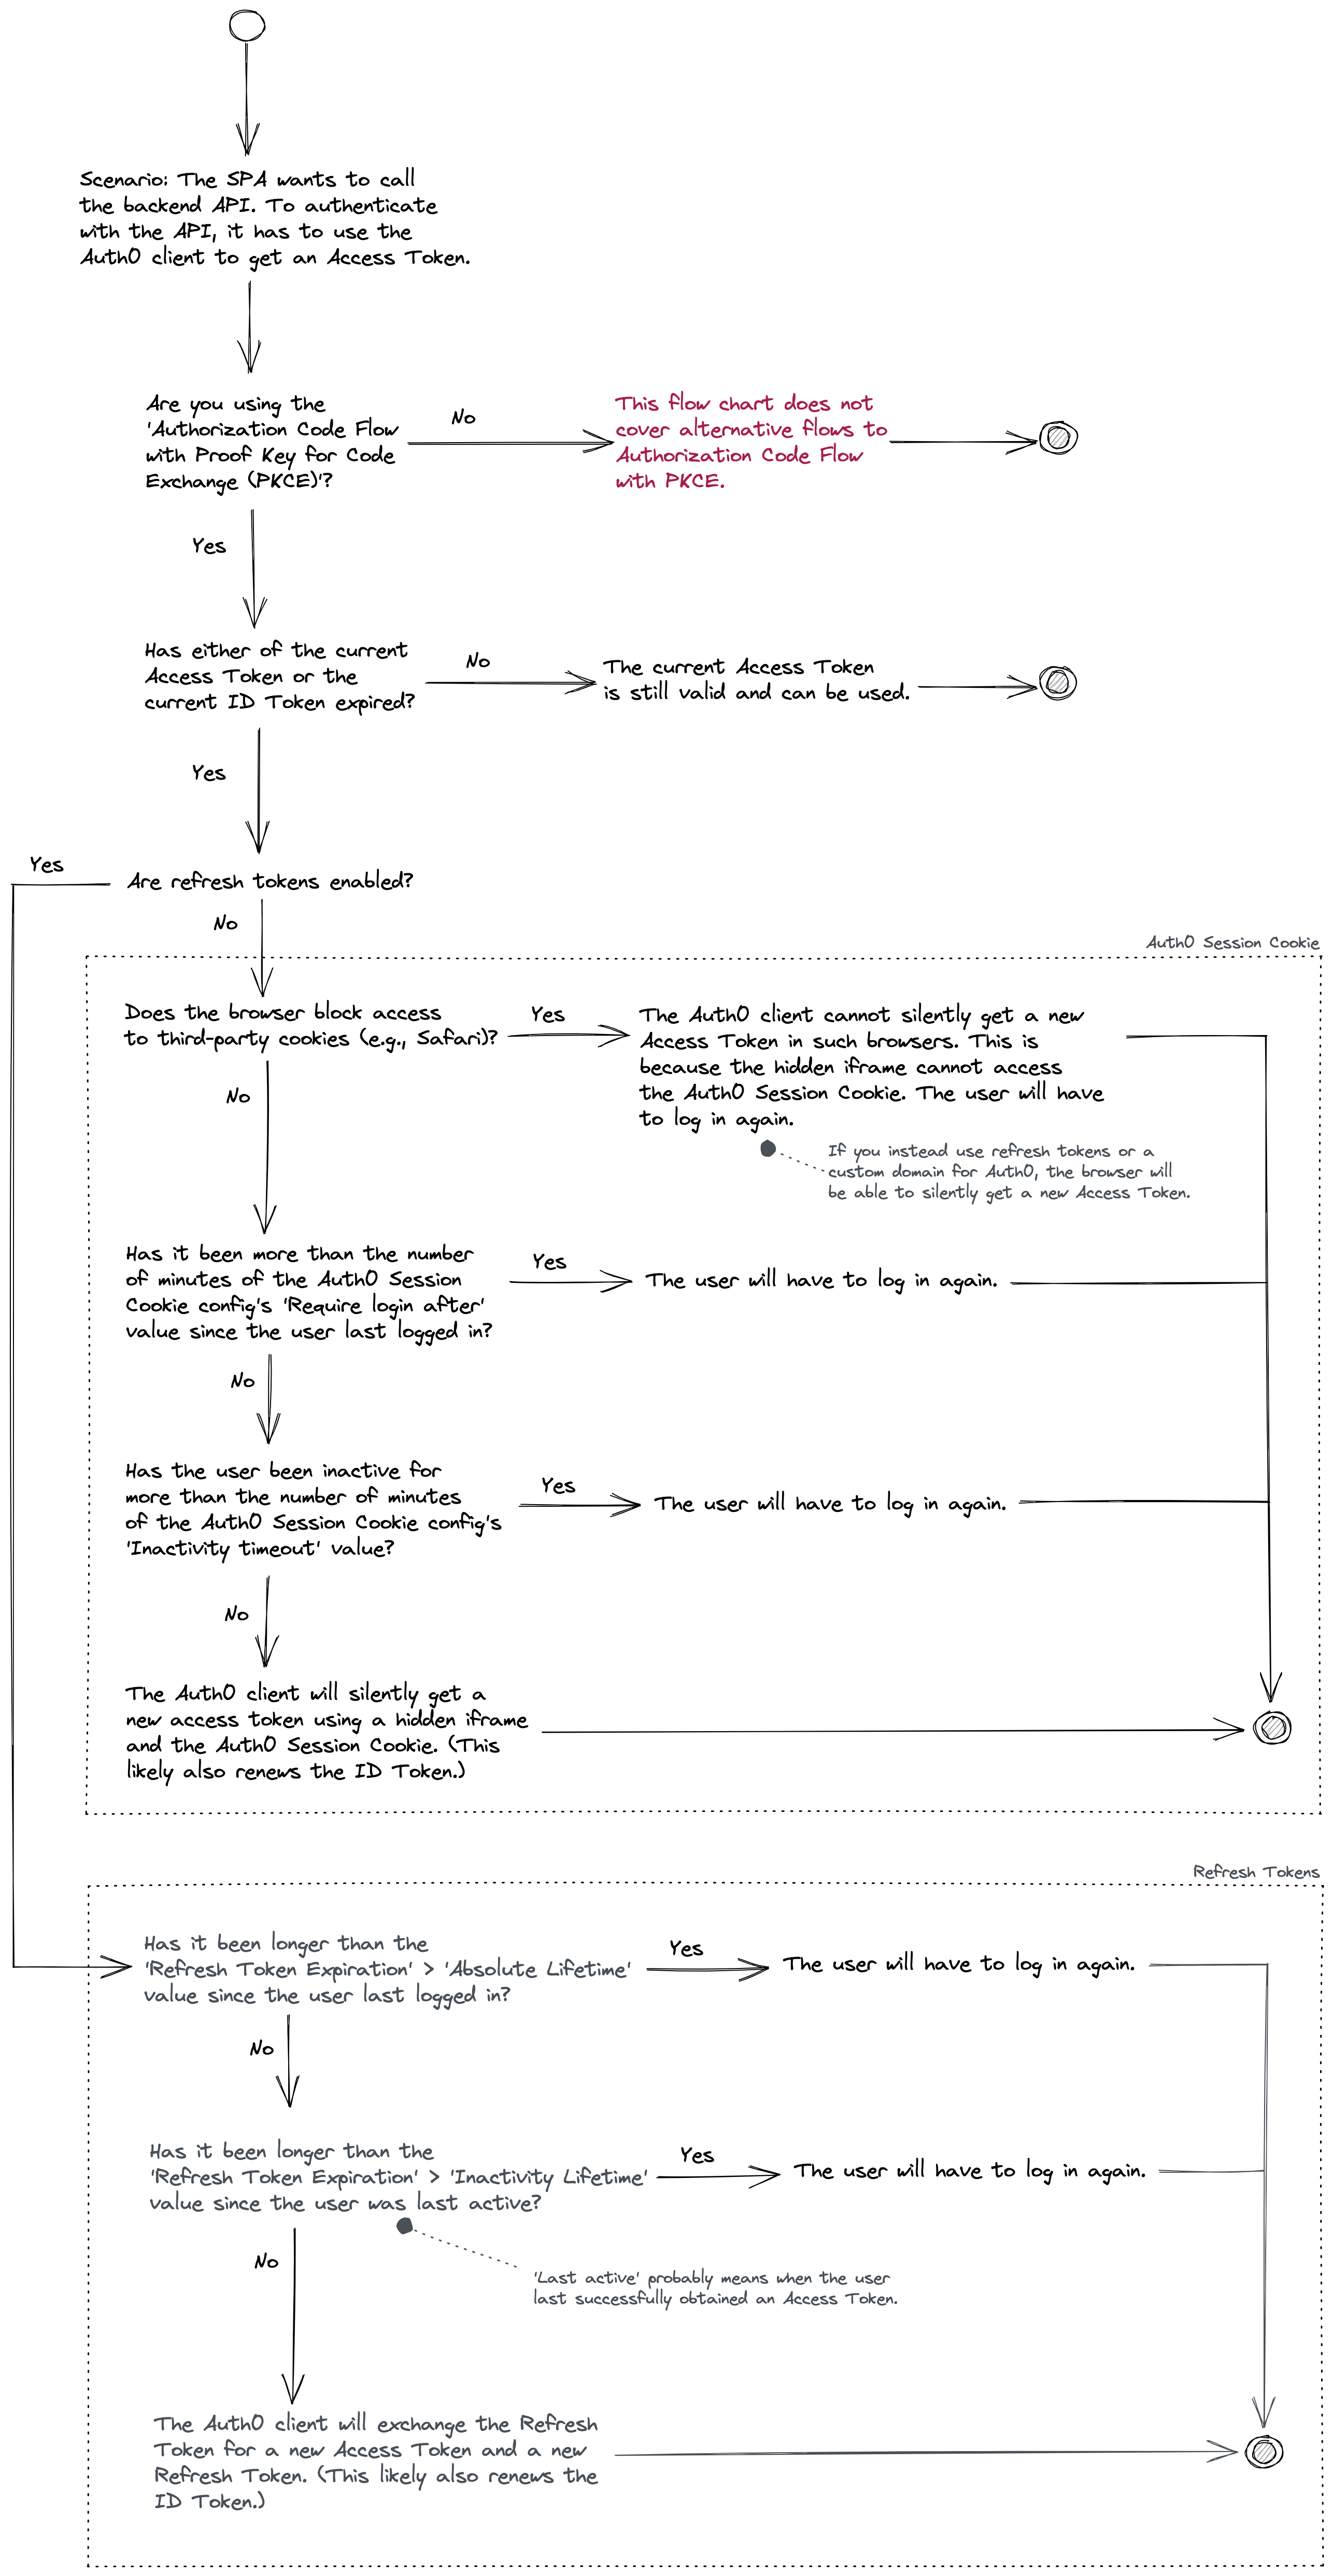 Scenario: The SPA wants to call
the backend API. To authenticate
with the API, it has to use the
Auth0 client to get an Access Token.
Are you using the
'Authorization Code Flow
with Proof Key for Code
Exchange (PKCE)'?
No
This flow chart does not
cover alternative flows to
Authorization Code Flow
with PKCE.
Yes
Has either of the current
Access Token or the
current ID Token expired?
No
The current Access Token
is still valid and can be used.
Yes
Are refresh tokens enabled?
Yes
No
Auth0 Session Cookie
Does the browser block access
to third-party cookies (e.g., Safari)?
Yes
The Auth0 client cannot silently get a new
Access Token in such browsers. This is
because the hidden iframe cannot access
the Auth0 Session Cookie. The user will have
to log in again.
If you instead use refresh tokens or a
custom domain for Auth0, the browser will
be able to silently get a new Access Token.
No
Has it been more than the number
of minutes of the Auth0 Session
Cookie config's 'Require login after'
value since the user last logged in?
Yes
The user will have to log in again.
No
Has the user been inactive for
more than the number of minutes
of the Auth0 Session Cookie config's
'Inactivity timeout' value?
Yes
The user will have to log in again.
No
The Auth0 client will silently get a
new access token using a hidden iframe
and the Auth0 Session Cookie. (This
likely also renews the ID Token.)
Refresh Tokens
Has it been longer than the
'Refresh Token Expiration' > 'Absolute Lifetime'
value since the user last logged in?
Yes
The user will have to log in again.
No
Has it been longer than the
'Refresh Token Expiration' > 'Inactivity Lifetime'
value since the user was last active?
Yes
The user will have to log in again.
No
'Last active' probably means when the user
last successfully obtained an Access Token.
The Auth0 client will exchange the Refresh
Token for a new Access Token and a new
Refresh Token. (This likely also renews the
ID Token.)